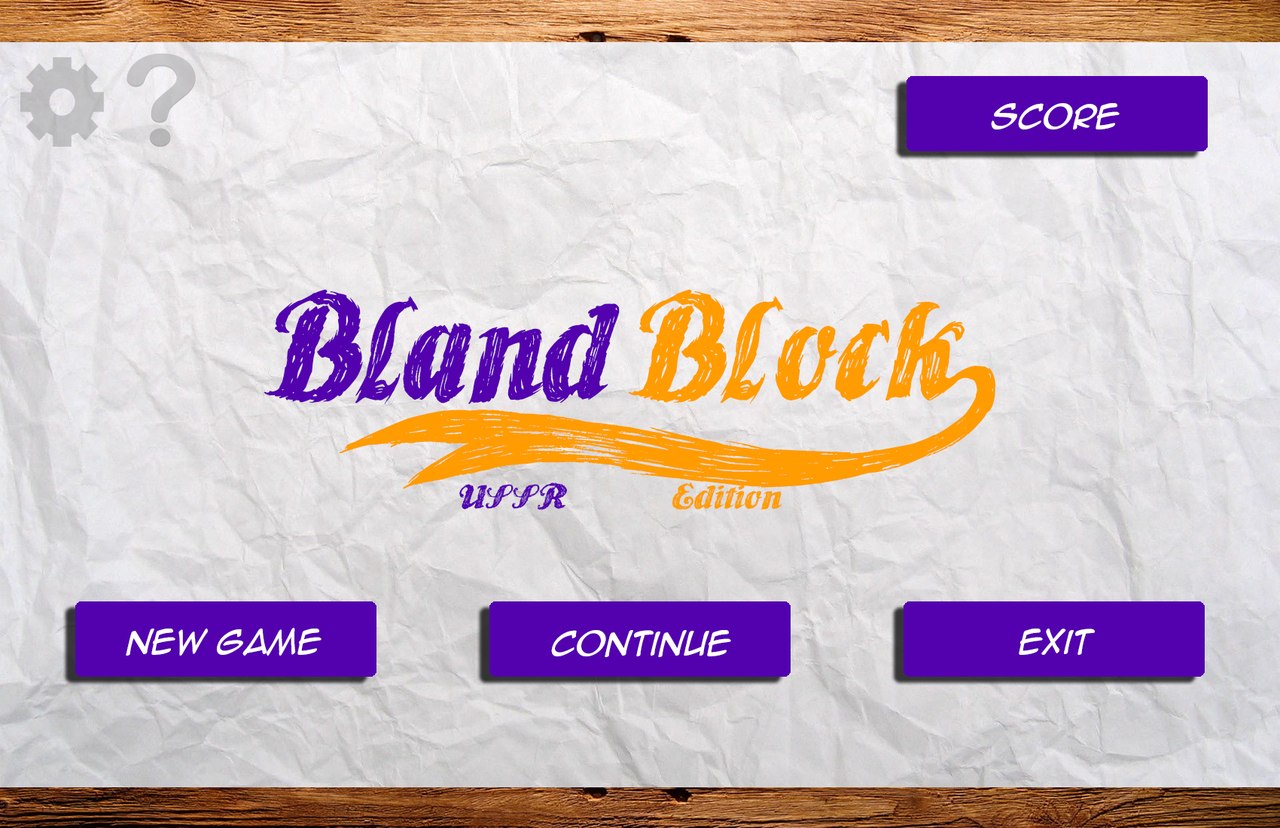 ?
SCORE
Bland Block
USSR Edition
NEW GAME
CONTINUE
EXIT